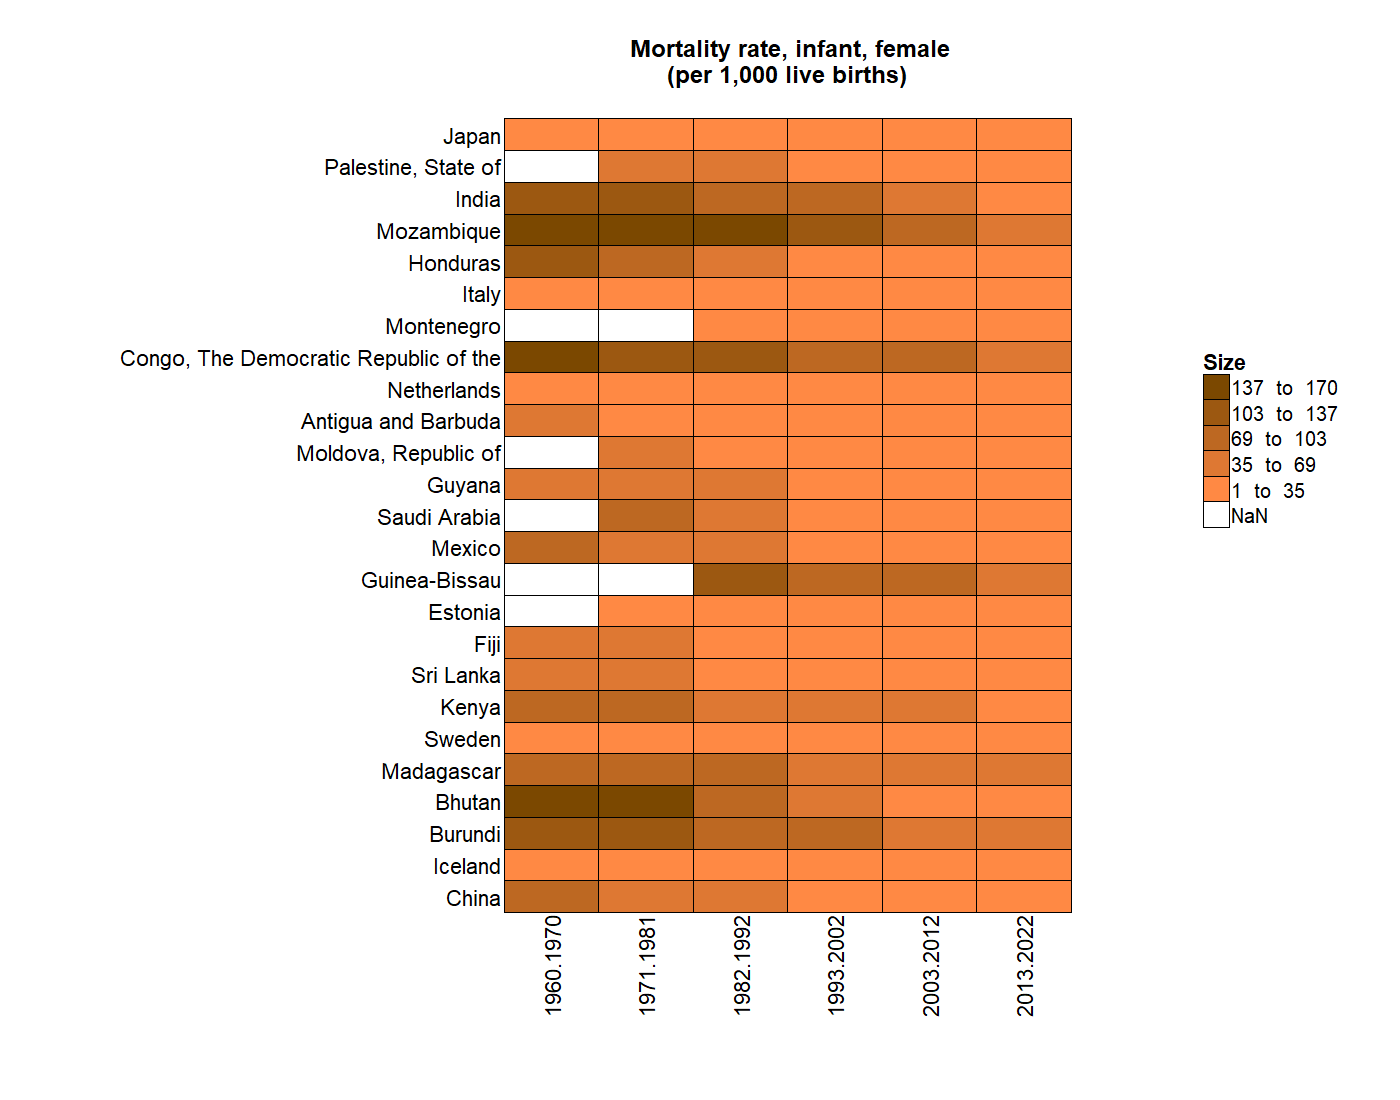 Mortality rate, infant, female
(per 1,000 live births)
Japan
Palestine, State of
India
Mozambique
Honduras
Italy
Montenegro
Congo, The Democratic Republic of the
Netherlands
Antigua and Barbuda
Moldova, Republic of
Guyana
Saudi Arabia
Mexico
Guinea-Bissau
Estonia
Fiji
Sri Lanka
Kenya
Sweden
Madagascar
Bhutan
Burundi
Iceland
China
1960.1970
1971.1981
1982.1992
1993.2002
2003.2012
2013.2022
Size
137 to 170
103 to 137
69 to 103
35 to 69
1 to 35
NaN